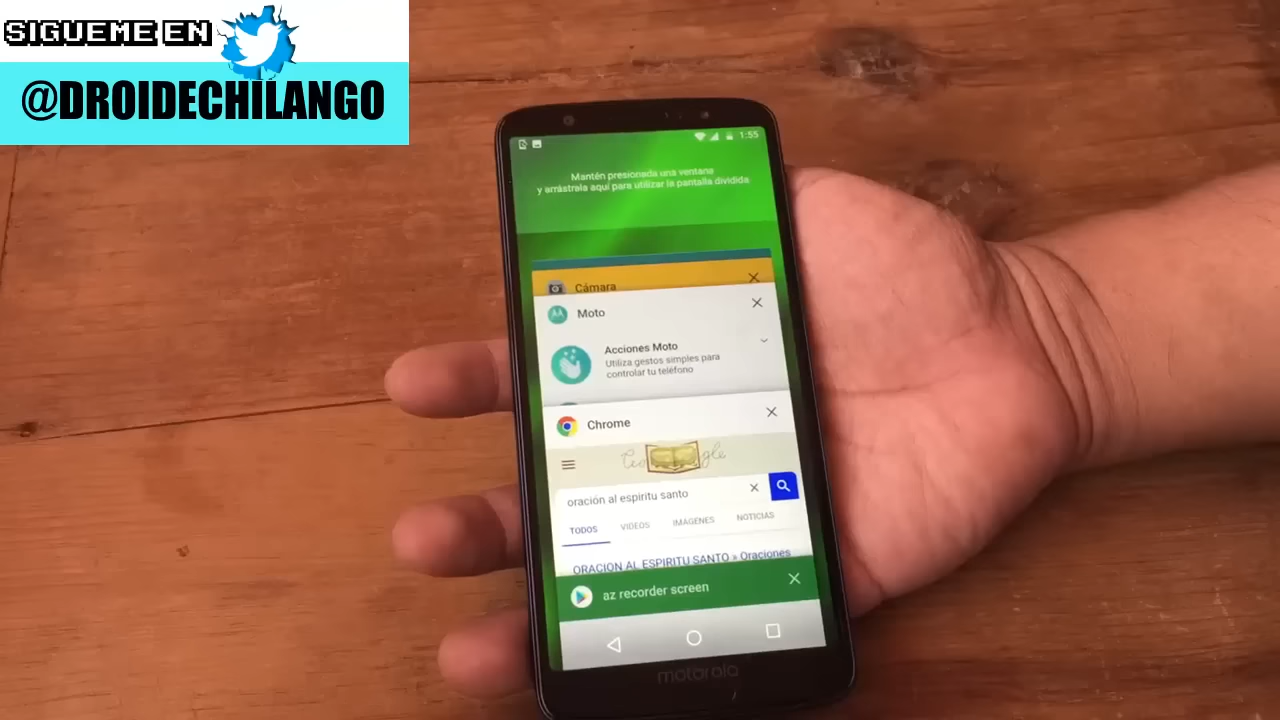 SIGUEME EN
@DROIDECHILANGO
1:55
Mantén presionada una ventana
y arrástrala aquí para utilizar la pantalla dividida
Cámara
Moto
Acciones Moto
Utiliza gestos simples para
controlar tu teléfono
Chrome
oración al espiritu santo
TODOS VIDEOS IMÁGENES NOTICIAS
ORACION AL ESPIRITU SANTO » Oraciones
az recorder screen
motorola